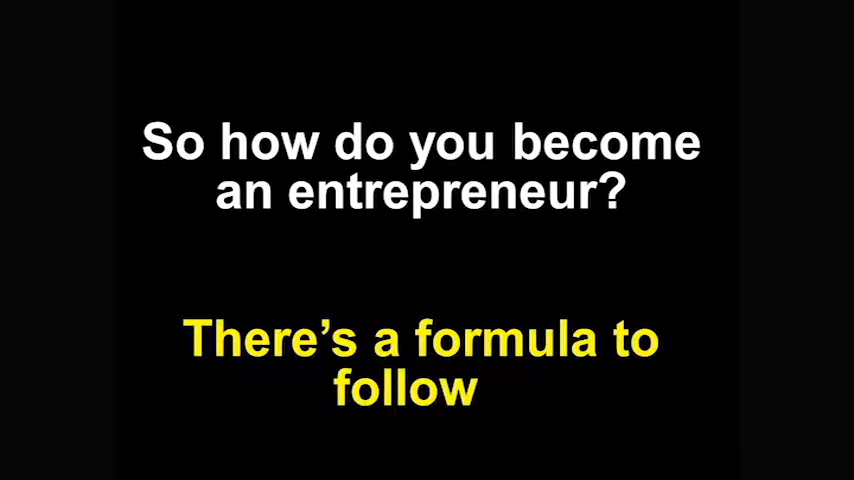 So how do you become
an entrepreneur?
There’s a formula to
follow